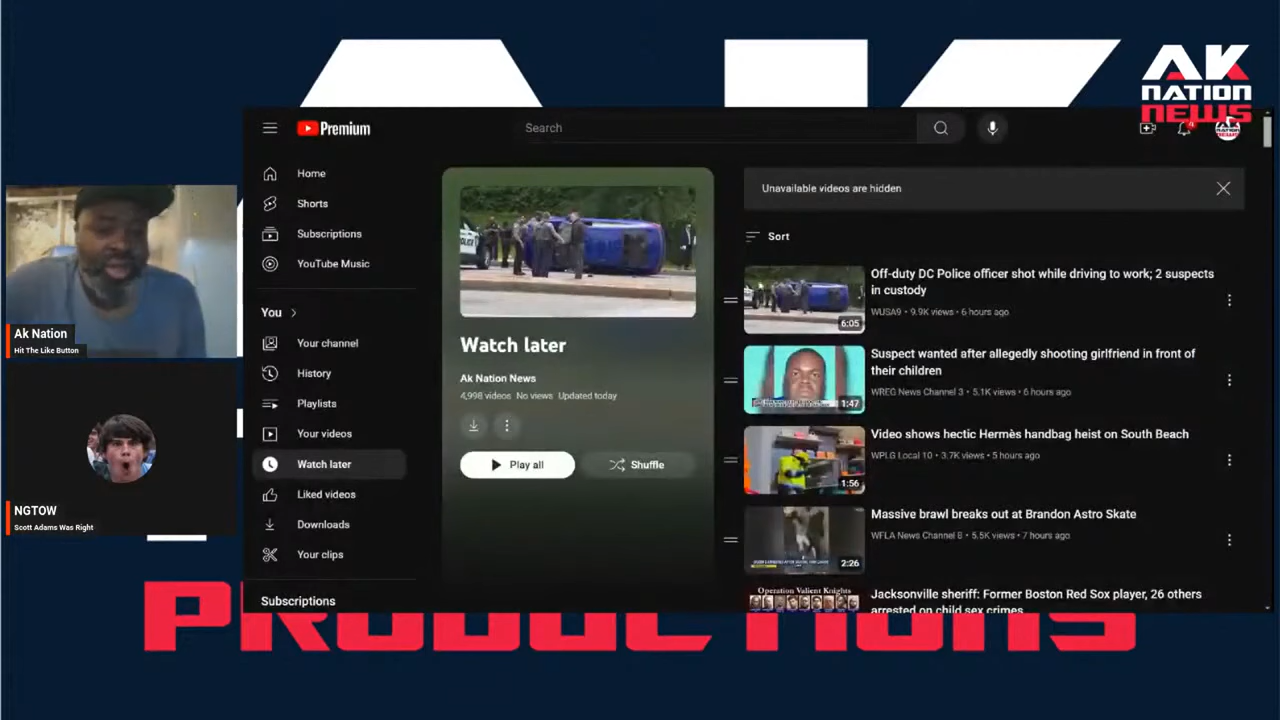 AK
NATION
NEWS
Premium
Search
Home
Shorts
Subscriptions
YouTube Music
You
Your channel
History
Playlists
Your videos
Watch later
Liked videos
Downloads
Your clips
Subscriptions
Watch later
Ak Nation News
4,998 videos No views Updated today
Play all
Shuffle
Unavailable videos are hidden
Sort
Off-duty DC Police officer shot while driving to work; 2 suspects
in custody
WUSA9 • 9.9K views • 6 hours ago
6:05
Suspect wanted after allegedly shooting girlfriend in front of
their children
WREG News Channel 3 • 5.1K views • 6 hours ago
1:47
Video shows hectic Hermès handbag heist on South Beach
WPLG Local 10 • 3.7K views • 5 hours ago
1:56
Massive brawl breaks out at Brandon Astro Skate
WFLA News Channel 8 • 5.5K views • 7 hours ago
2:26
Operation Valient Knights
Jacksonville sheriff: Former Boston Red Sox player, 26 others
arrested on child sex crimes
Ak Nation
Hit The Like Button
NGTOW
Scott Adams Was Right
PRODUCTIONS